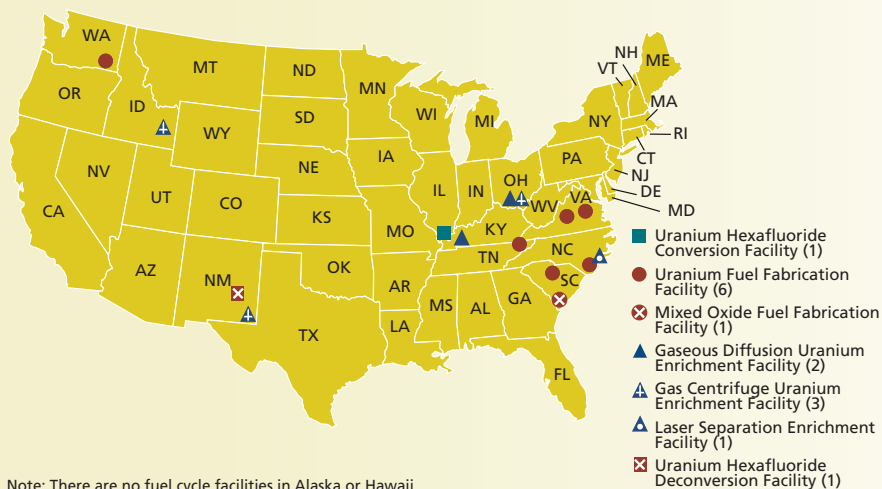 WA
MT
ND
MN
OR
ID
WY
SD
WI
MI
NH
VT
ME
MA
NY
RI
CT
NV
UT
CO
NE
IA
IL
IN
OH
PA
NJ
DE
MD
CA
KS
MO
KY
WV
VA
AZ
NM
OK
AR
TN
NC
SC
TX
LA
MS
AL
GA
FL
Uranium Hexafluoride
Conversion Facility (1)
Uranium Fuel Fabrication
Facility (6)
Mixed Oxide Fuel Fabrication
Facility (1)
Gaseous Diffusion Uranium
Enrichment Facility (2)
Gas Centrifuge Uranium
Enrichment Facility (3)
Laser Separation Enrichment
Facility (1)
Uranium Hexafluoride
Deconversion Facility (1)
Note: There are no fuel cycle facilities in Alaska or Hawaii